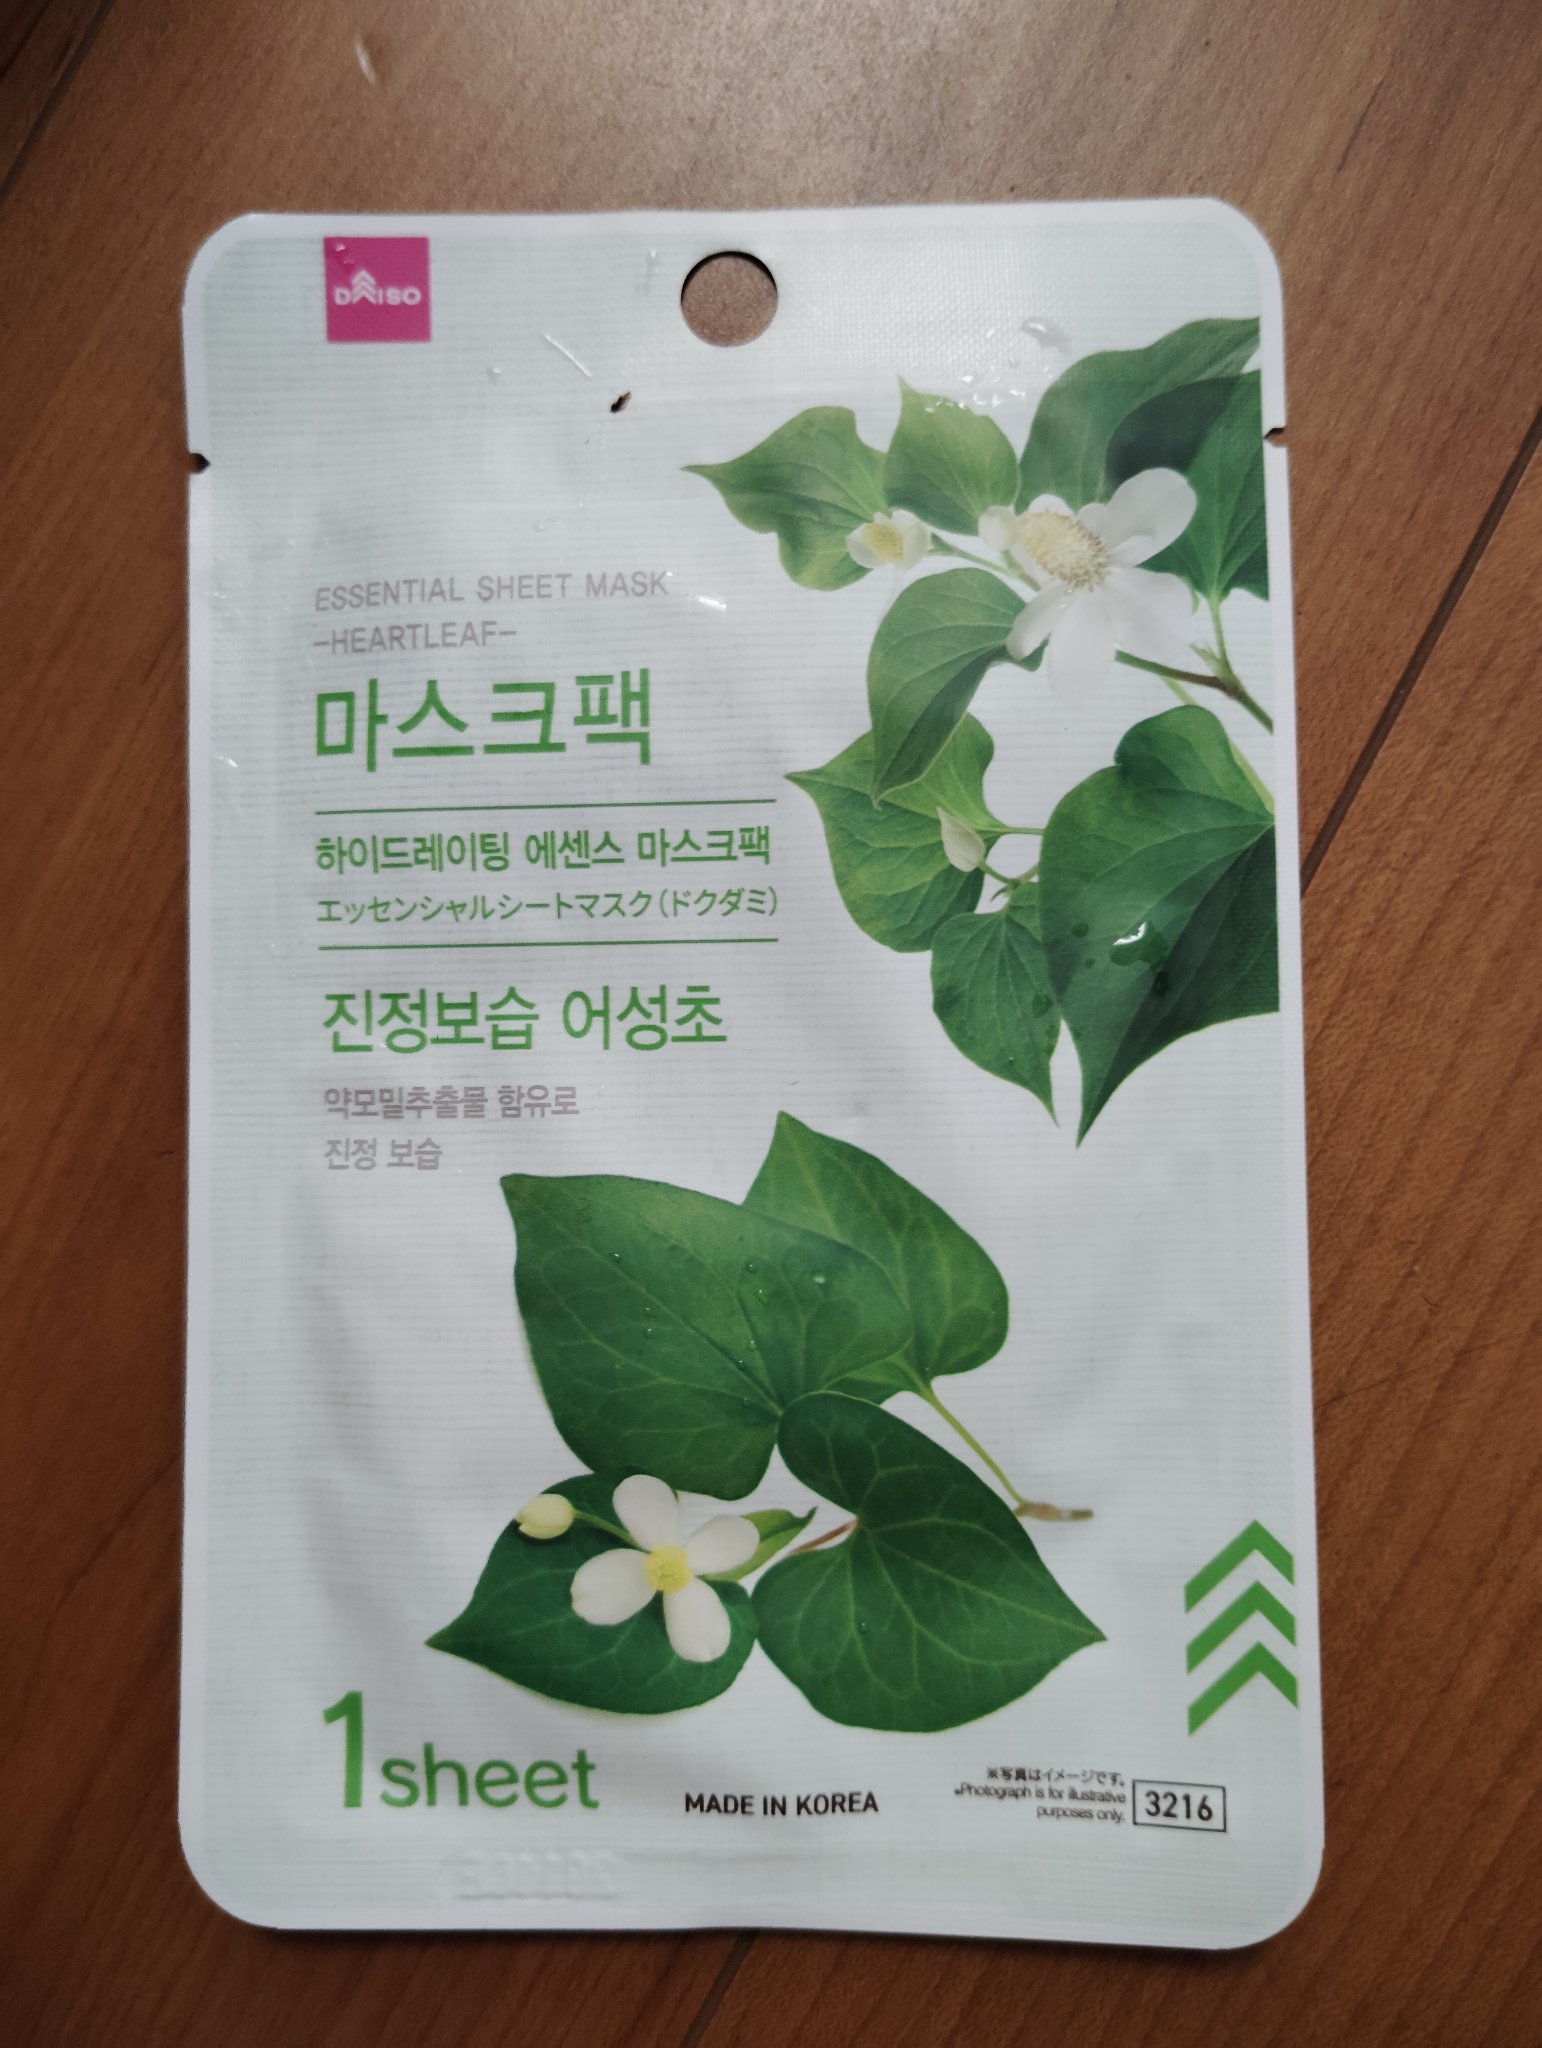 DAISO
ESSENTIAL SHEET MASK
-HEARTLEAF-
마스크팩
하이드레이팅 에센스 마스크팩
エッセンシャルシートマスク(ドクダミ)
진정보습 어성초
약모밀추출물 함유로
진정 보습
1 sheet
MADE IN KOREA
※写真はイメージです。
*Photograph is for illustrative
purposes only.
3216